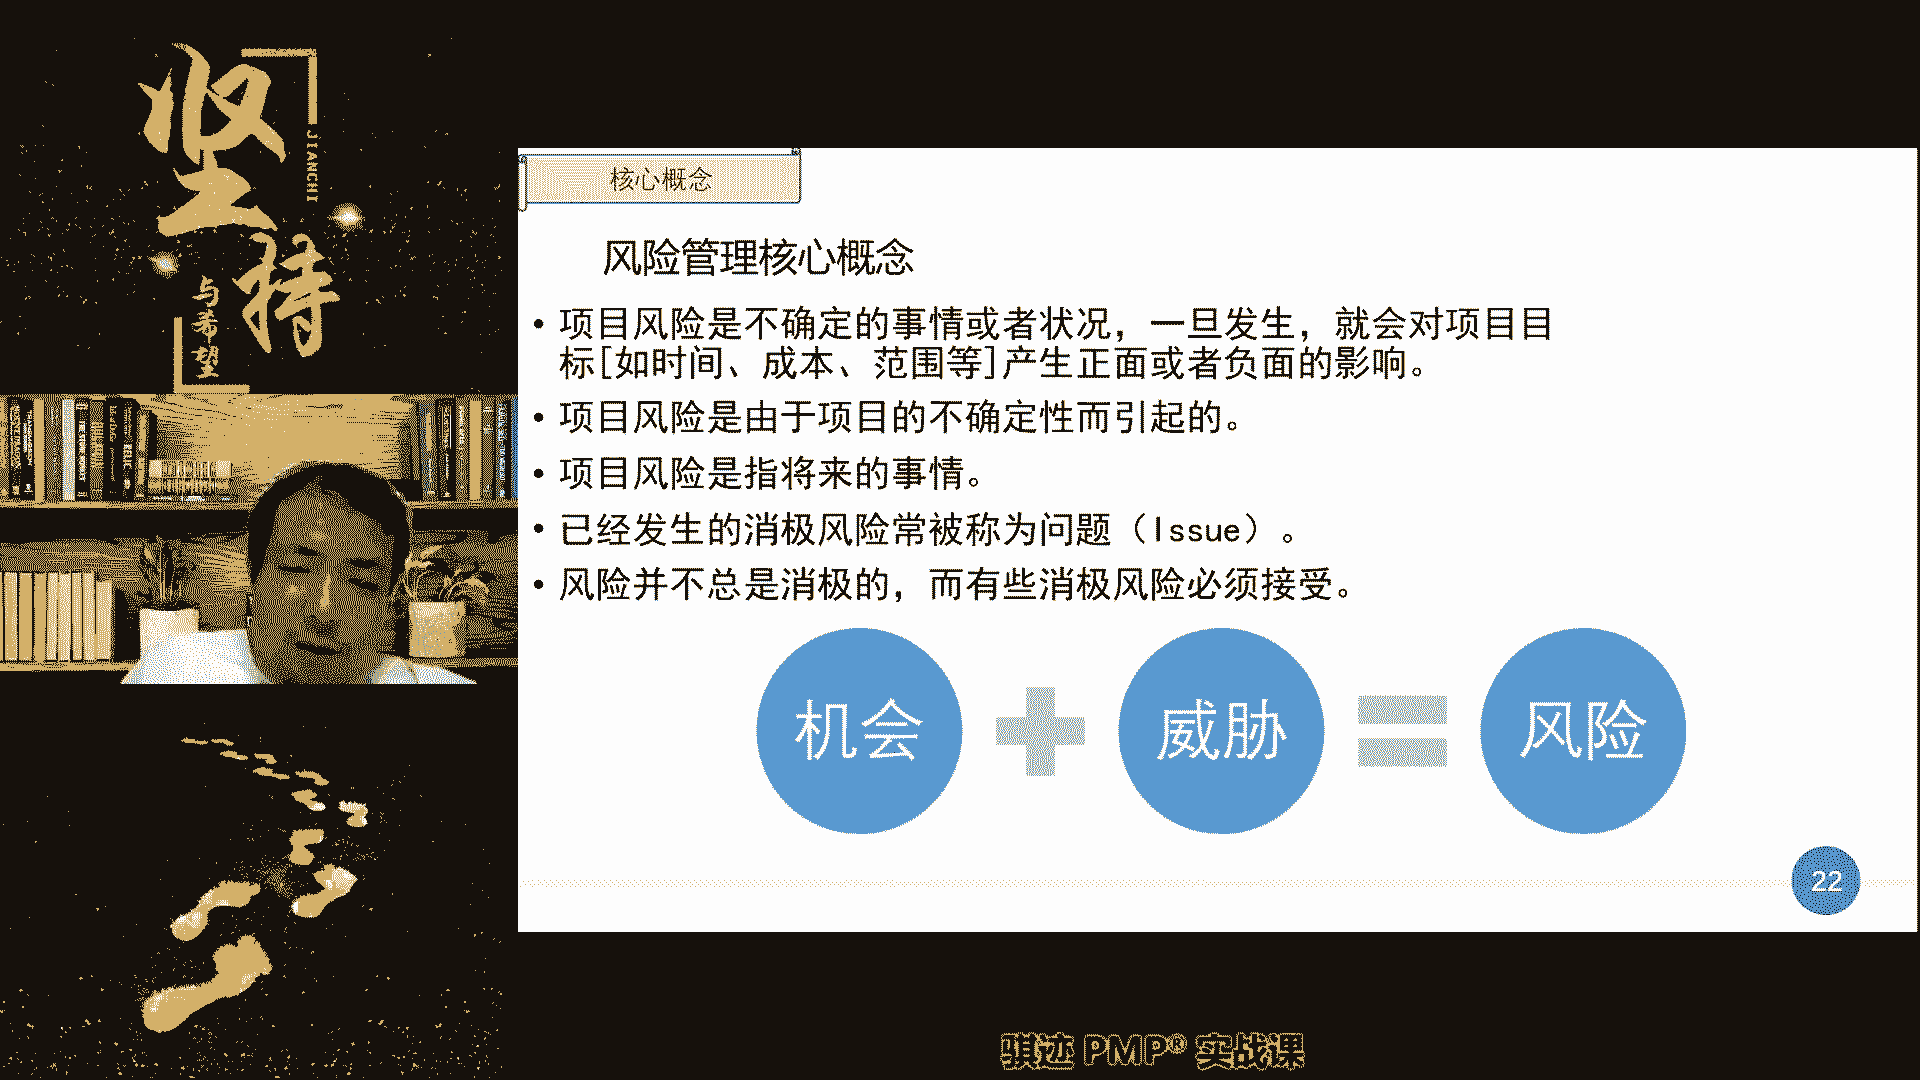 坚持
JIANCHI
与希望
核心概念
风险管理核心概念
• 项目风险是不确定的事情或者状况，一旦发生，就会对项目目
标[如时间、成本、范围等]产生正面或者负面的影响。
• 项目风险是由于项目的不确定性而引起的。
• 项目风险是指将来的事情。
• 已经发生的消极风险常被称为问题（Issue）。
• 风险并不总是消极的，而有些消极风险必须接受。
机会 + 威胁 = 风险
22
骐迹 PMP® 实战课